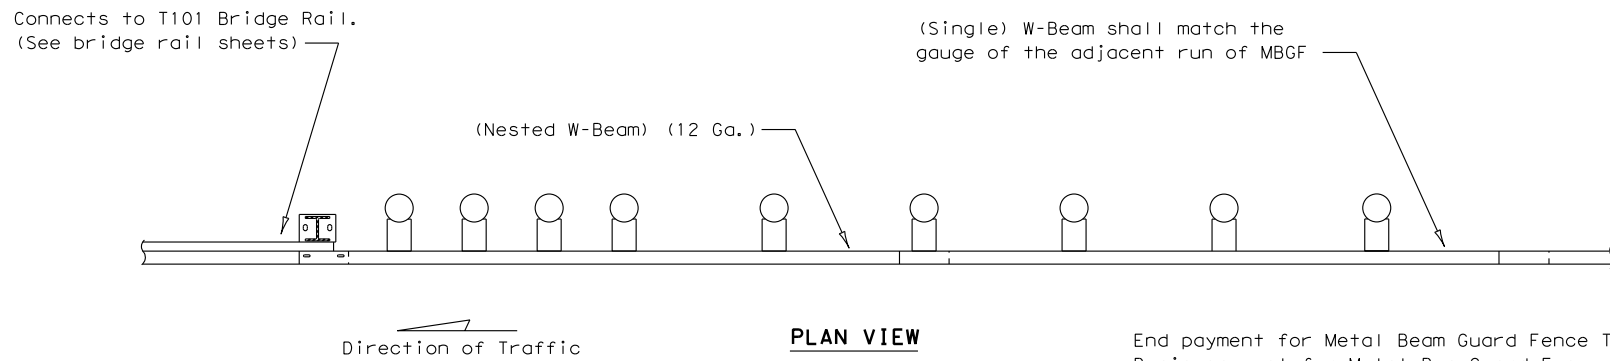 Connects to T101 Bridge Rail.
(See bridge rail sheets)
(Single) W-Beam shall match the
gauge of the adjacent run of MBGF
(Nested W-Beam) (12 Ga.)
Direction of Traffic
PLAN VIEW
End payment for Metal Beam Guard Fence T